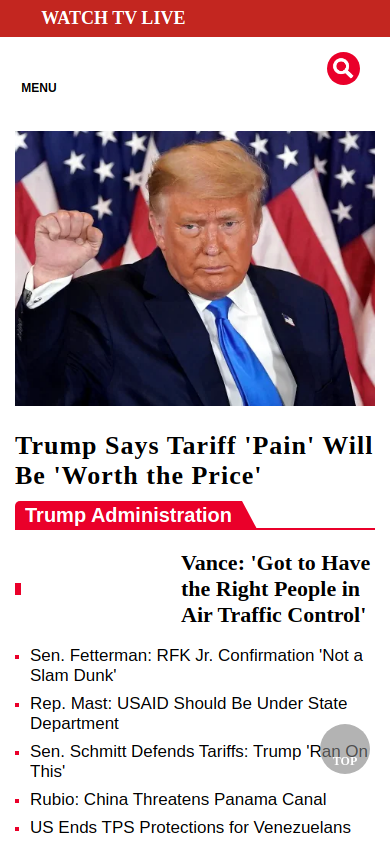 WATCH TV LIVE
MENU
Trump Says Tariff 'Pain' Will
Be 'Worth the Price'
Trump Administration
Vance: 'Got to Have
the Right People in
Air Traffic Control'
Sen. Fetterman: RFK Jr. Confirmation 'Not a
Slam Dunk'
Rep. Mast: USAID Should Be Under State
Department
Sen. Schmitt Defends Tariffs: Trump 'Ran On
This'
TOP
Rubio: China Threatens Panama Canal
US Ends TPS Protections for Venezuelans